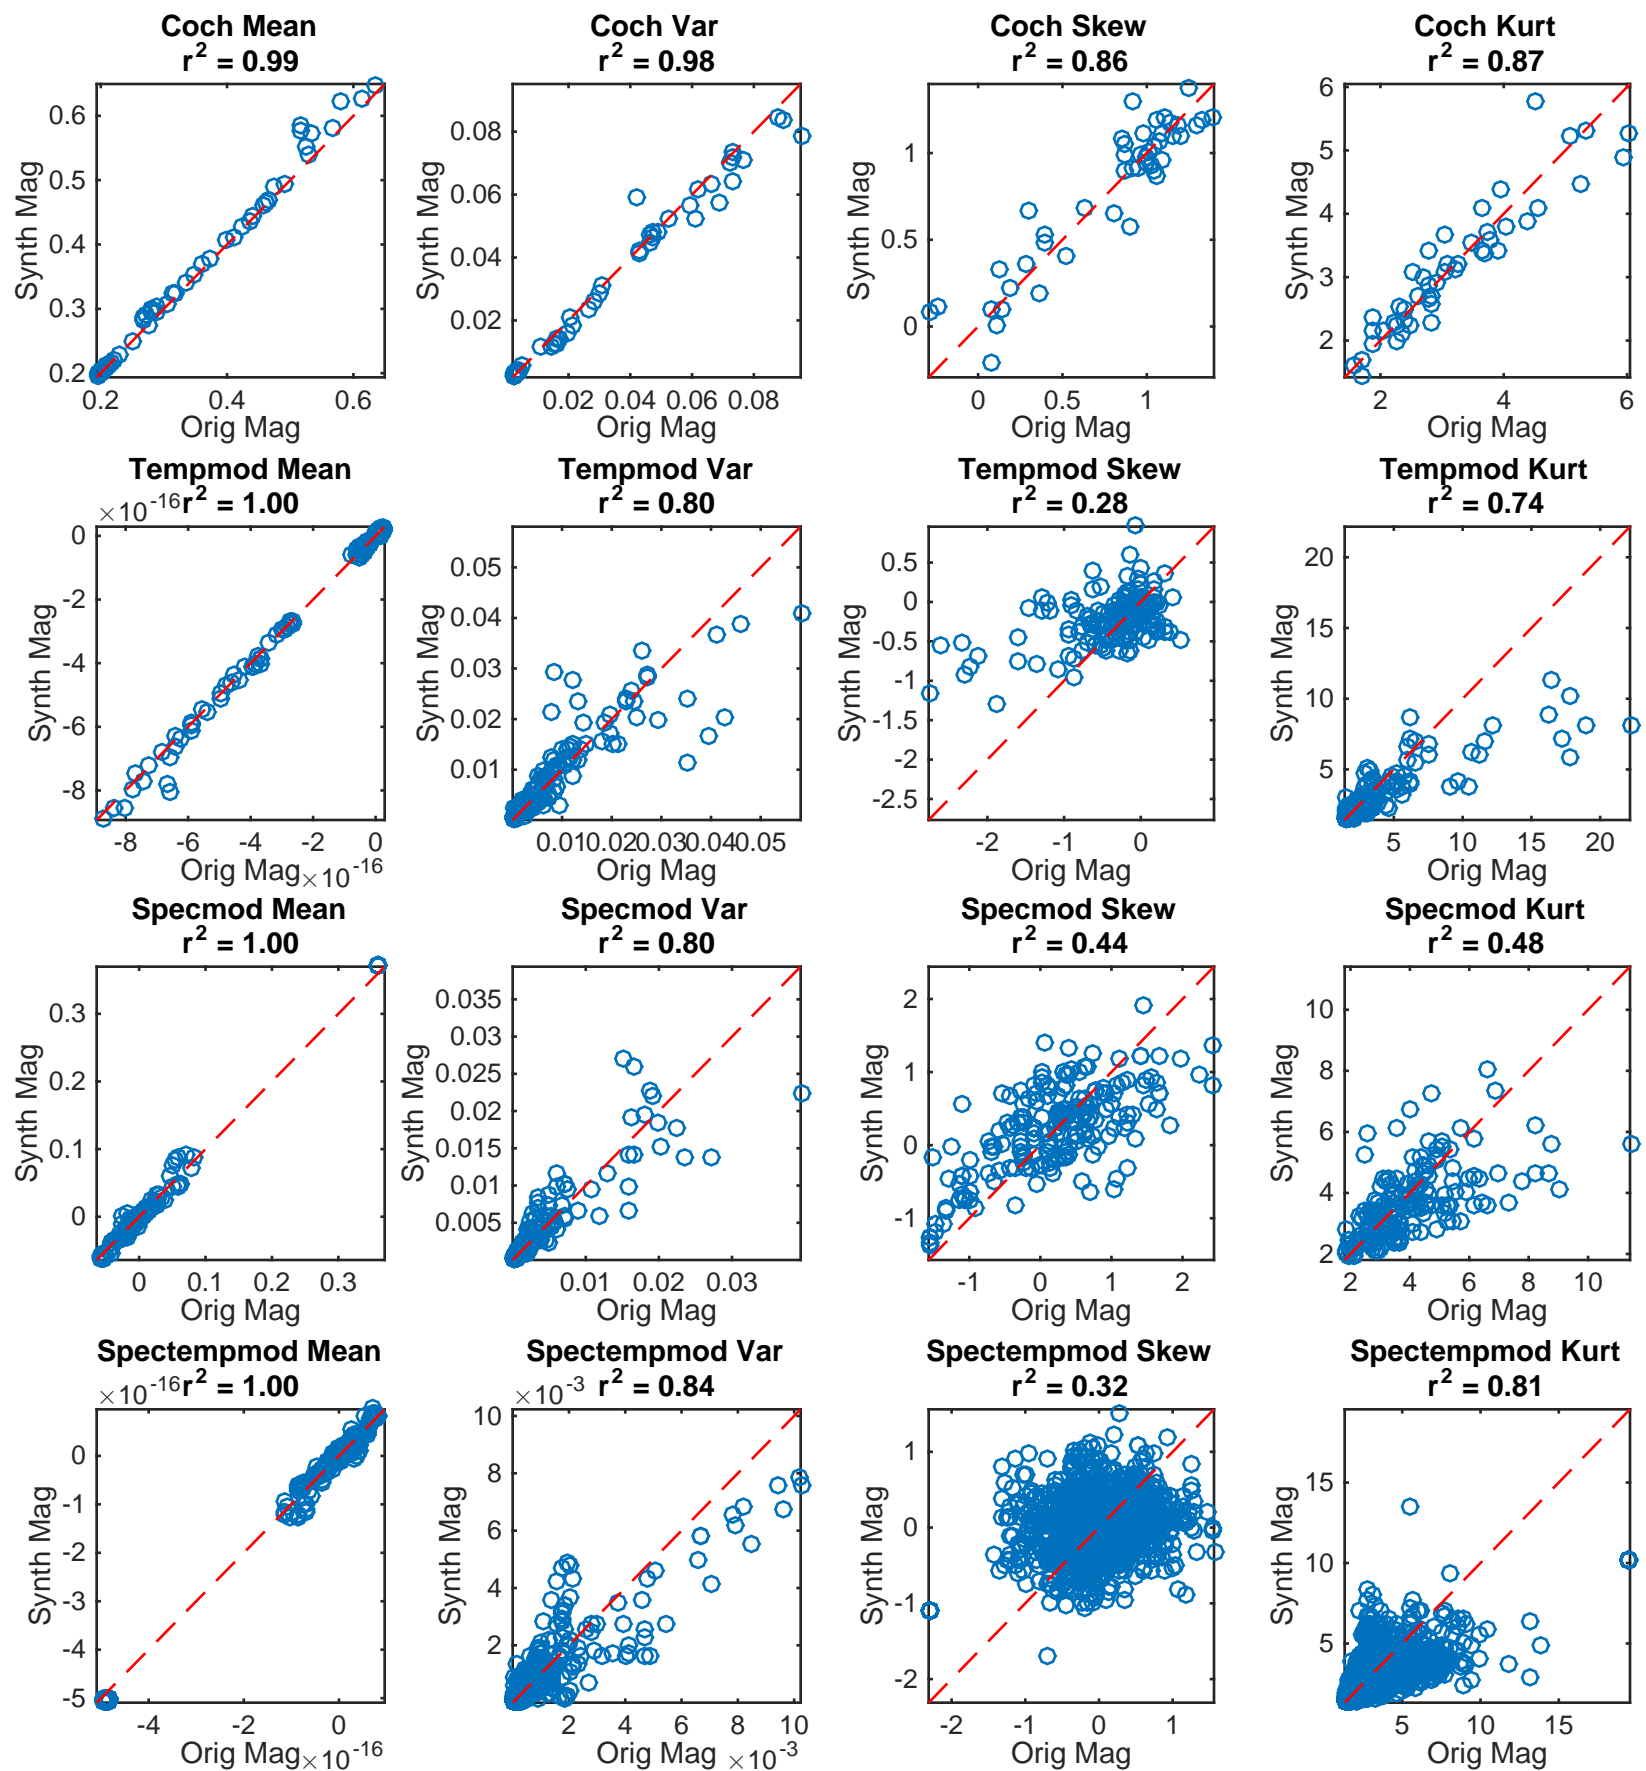 Coch Mean
r² = 0.99
Synth Mag
0.6
0.5
0.4
0.3
0.2
0.2 0.4 0.6
Orig Mag
Coch Var
r² = 0.98
Synth Mag
0.08
0.06
0.04
0.02
0.02 0.04 0.06 0.08
Orig Mag
Coch Skew
r² = 0.86
Synth Mag
1
0.5
0
0 0.5 1
Orig Mag
Coch Kurt
r² = 0.87
Synth Mag
6
5
4
3
2
2 4 6
Orig Mag
Tempmod Mean
×10⁻¹⁶ r² = 1.00
Synth Mag
0
-2
-4
-6
-8
-8 -6 -4 -2 0
Orig Mag ×10⁻¹⁶
Tempmod Var
r² = 0.80
Synth Mag
0.05
0.04
0.03
0.02
0.01
0.01 0.02 0.03 0.04 0.05
Orig Mag
Tempmod Skew
r² = 0.28
Synth Mag
0.5
0
-0.5
-1
-1.5
-2
-2.5
-2 -1 0
Orig Mag
Tempmod Kurt
r² = 0.74
Synth Mag
20
15
10
5
5 10 15 20
Orig Mag
Specmod Mean
r² = 1.00
Synth Mag
0.3
0.2
0.1
0
0 0.1 0.2 0.3
Orig Mag
Specmod Var
r² = 0.80
Synth Mag
0.035
0.03
0.025
0.02
0.015
0.01
0.005
0.01 0.02 0.03
Orig Mag
Specmod Skew
r² = 0.44
Synth Mag
2
1
0
-1
-1 0 1 2
Orig Mag
Specmod Kurt
r² = 0.48
Synth Mag
10
8
6
4
2
2 4 6 8 10
Orig Mag
Spectempmod Mean
×10⁻¹⁶ r² = 1.00
Synth Mag
0
-1
-2
-3
-4
-5
-4 -2 0
Orig Mag ×10⁻¹⁶
Spectempmod Var
×10⁻³ r² = 0.84
Synth Mag
10
8
6
4
2
2 4 6 8 10
Orig Mag ×10⁻³
Spectempmod Skew
r² = 0.32
Synth Mag
1
0
-1
-2
-2 -1 0 1
Orig Mag
Spectempmod Kurt
r² = 0.81
Synth Mag
15
10
5
5 10 15
Orig Mag